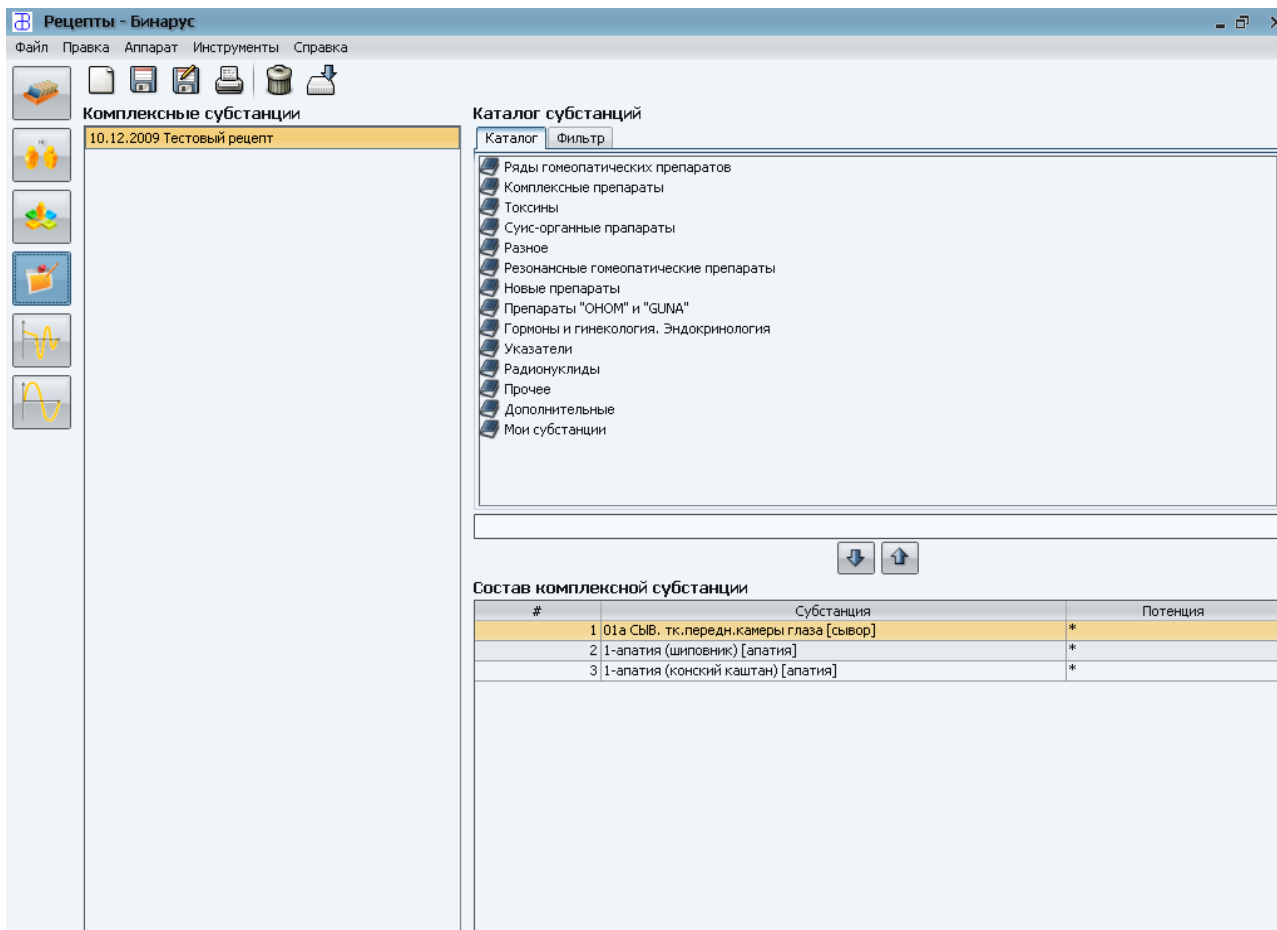 Рецепты - Бинарус
Файл Правка Аппарат Инструменты Справка
Комплексные субстанции
10.12.2009 Тестовый рецепт
Каталог субстанций
Каталог Фильтр
Ряды гомеопатических препаратов
Комплексные препараты
Токсины
Суис-органные прапараты
Разное
Резонансные гомеопатические препараты
Новые препараты
Препараты "ОНОМ" и "GUNA"
Гормоны и гинекология. Эндокринология
Указатели
Радионуклиды
Прочее
Дополнительные
Мои субстанции
Состав комплексной субстанции
# Субстанция Потенция
1 01а СЫВ. тк.передн.камеры глаза [сывор] *
2 1-апатия (шиповник) [апатия] *
3 1-апатия (конский каштан) [апатия] *